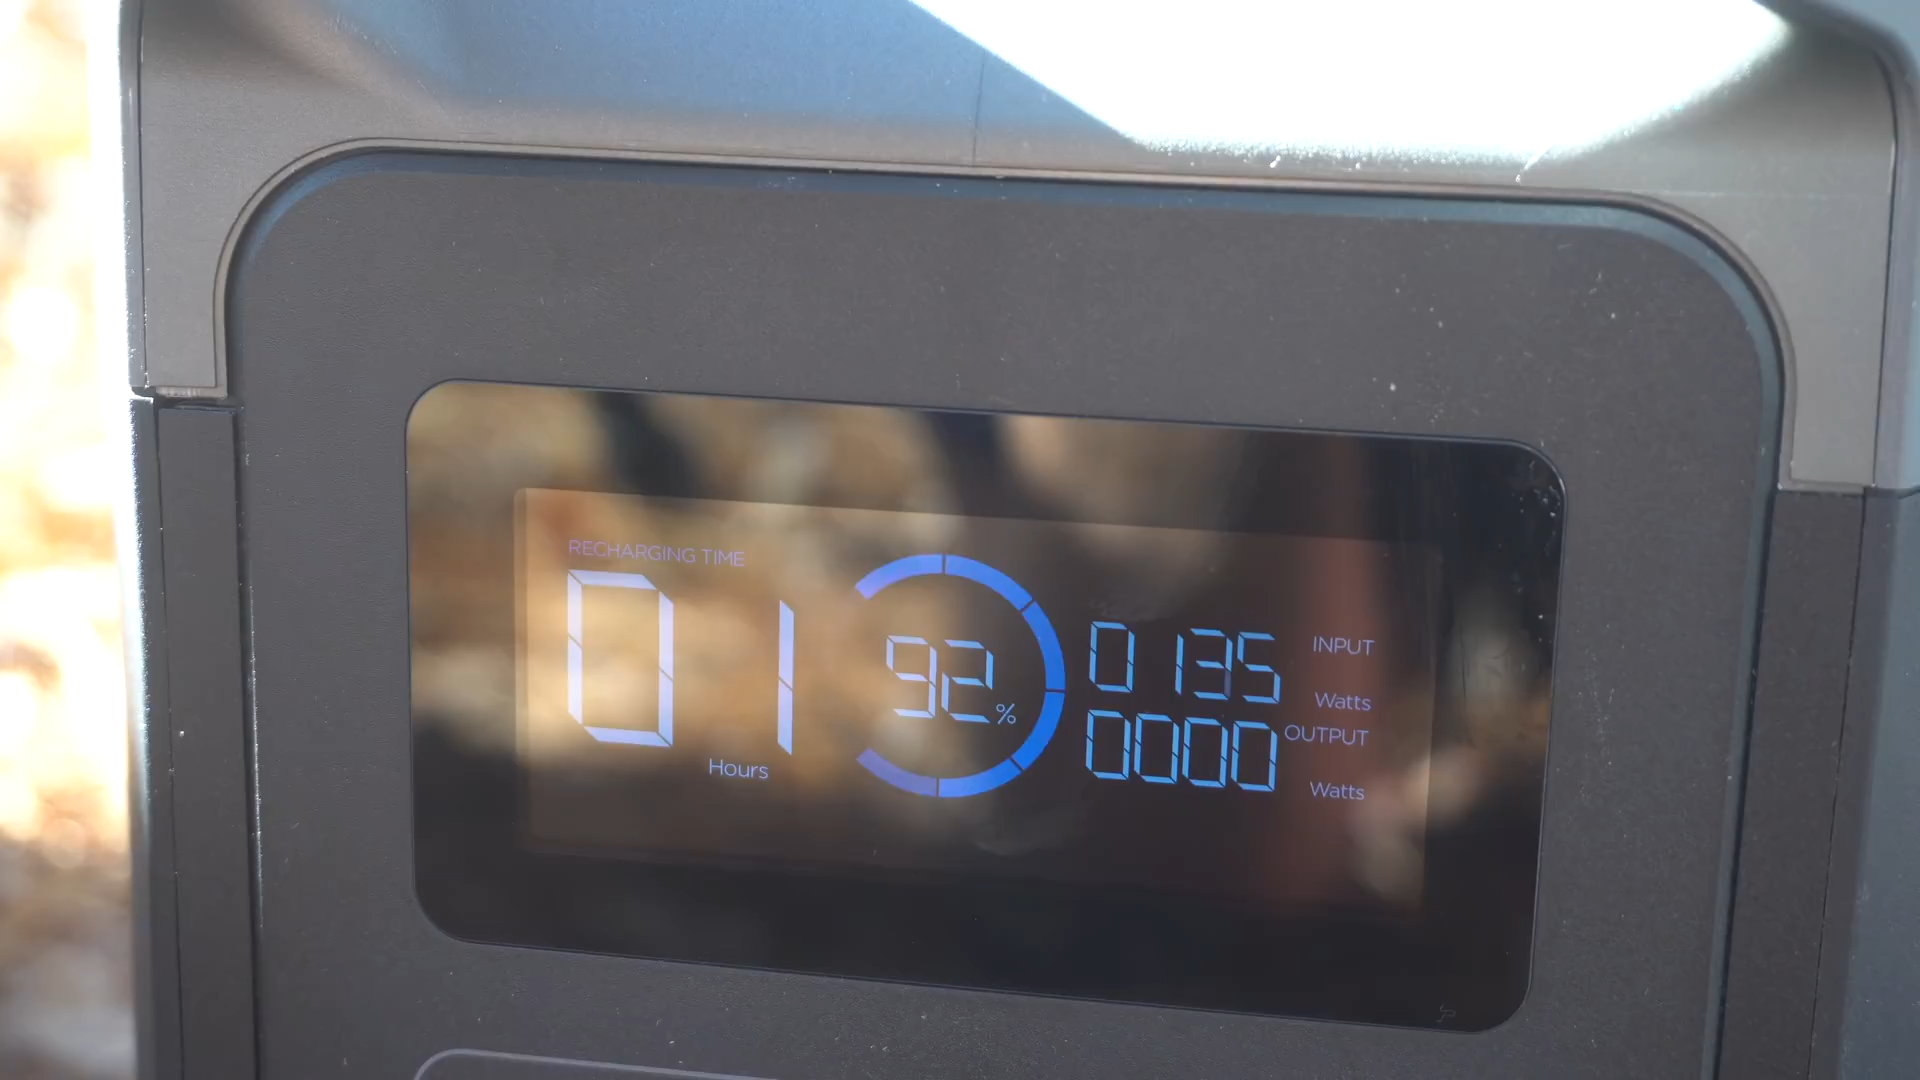 RECHARGING TIME
01
Hours
92%
0135 INPUT
Watts
0000 OUTPUT
Watts